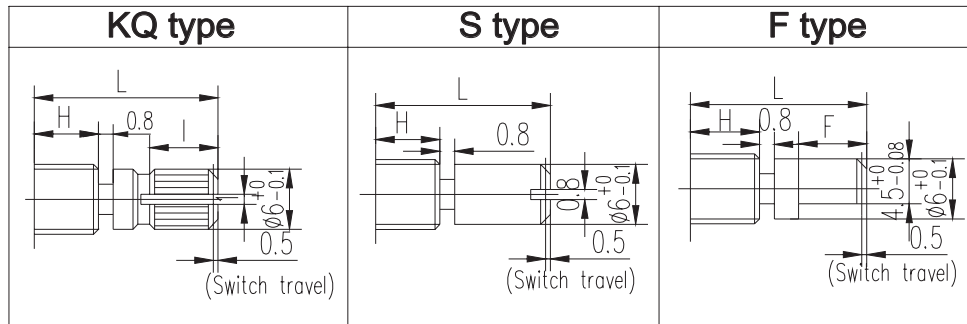 KQ type
S type
F type
L
H
0.8
I
ø6 +0 -0.1
0.5
(Switch travel)
L
H
0.8
0.8
ø6 +0 -0.1
0.5
(Switch travel)
L
H
0.8
F
4.5 +0 -0.08
ø6 +0 -0.1
0.5
(Switch travel)